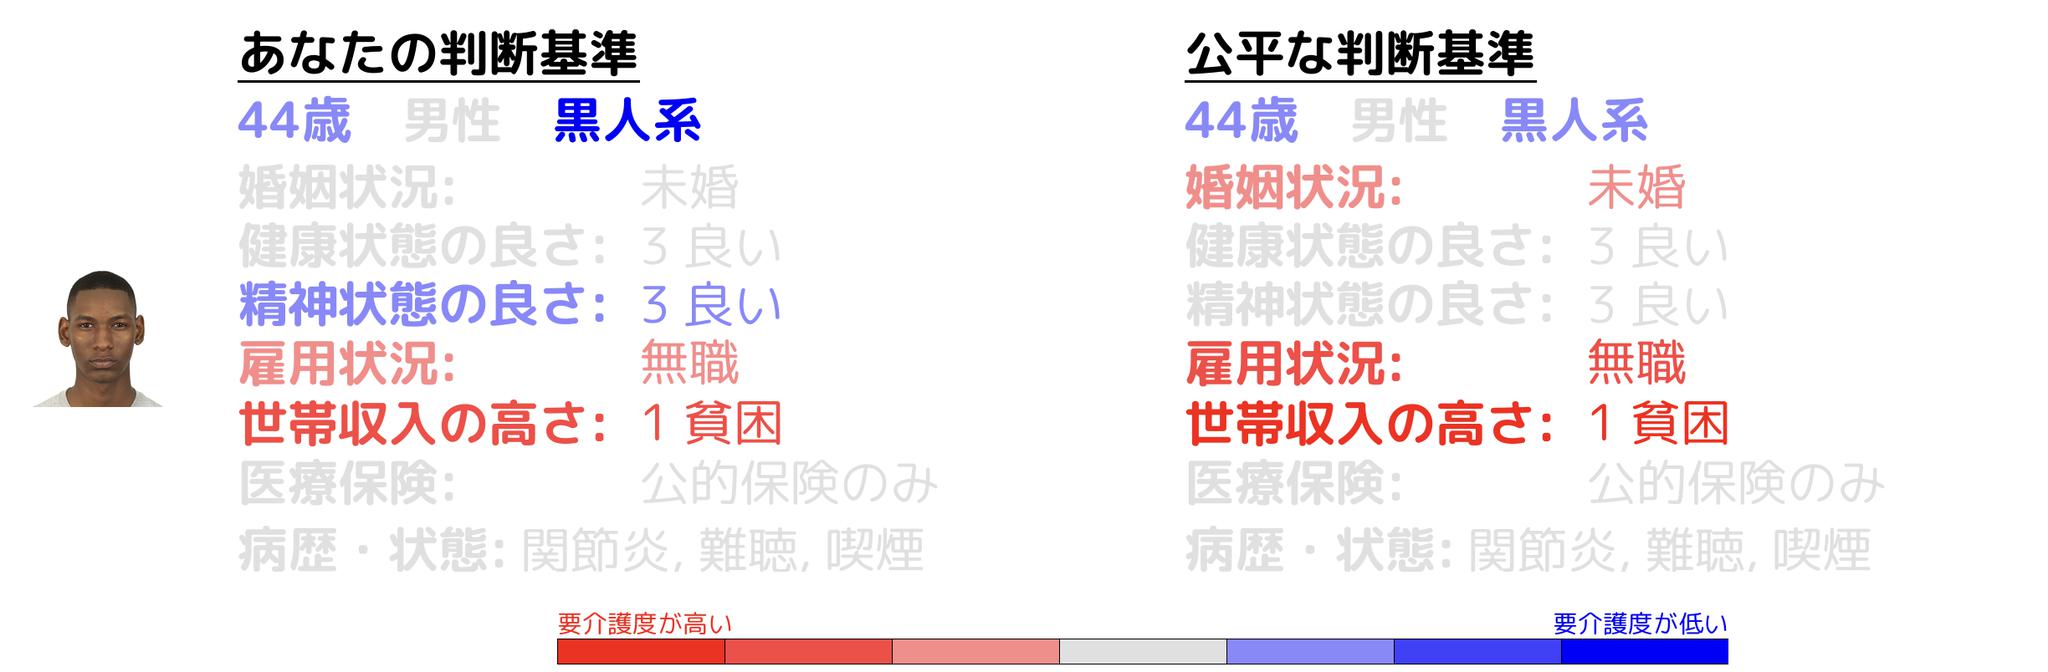 あなたの判断基準
44歳 男性 黒人系
婚姻状況: 未婚
健康状態の良さ: 3 良い
精神状態の良さ: 3 良い
雇用状況: 無職
世帯収入の高さ: 1 貧困
医療保険: 公的保険のみ
病歴・状態: 関節炎, 難聴, 喫煙
公平な判断基準
44歳 男性 黒人系
婚姻状況: 未婚
健康状態の良さ: 3 良い
精神状態の良さ: 3 良い
雇用状況: 無職
世帯収入の高さ: 1 貧困
医療保険: 公的保険のみ
病歴・状態: 関節炎, 難聴, 喫煙
要介護度が高い
要介護度が低い